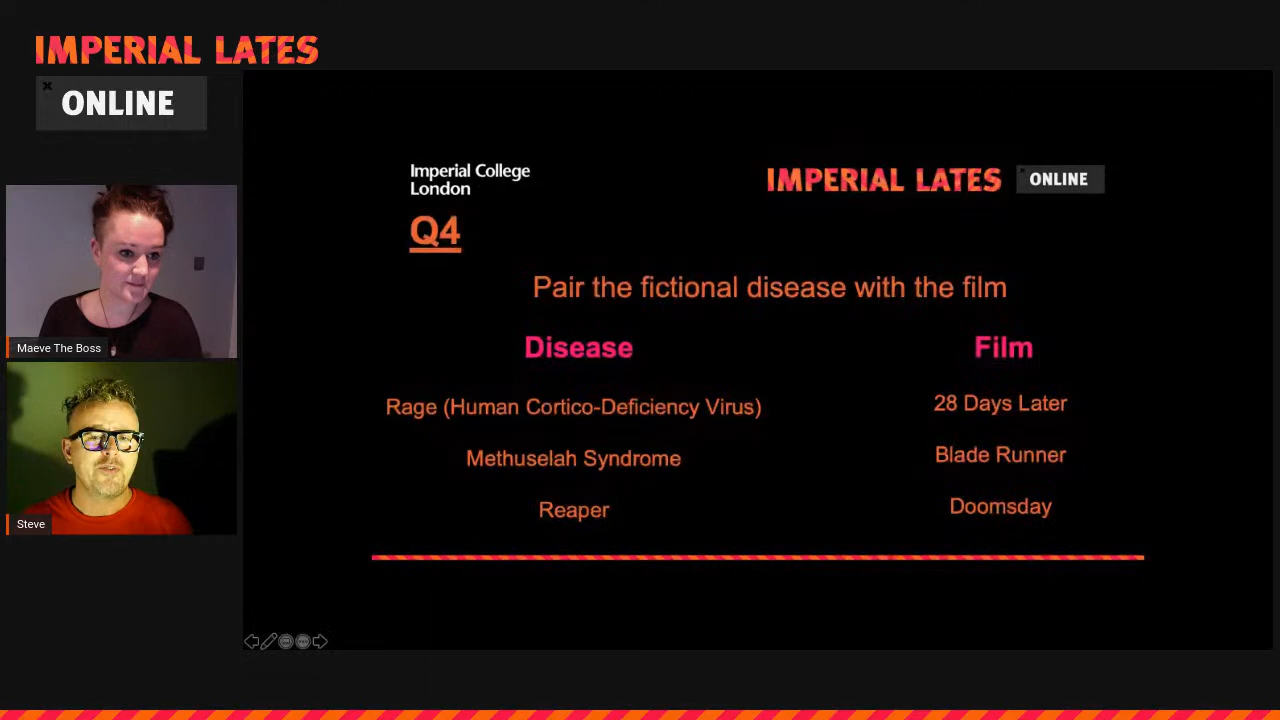 IMPERIAL LATES
ONLINE
Imperial College
London
IMPERIAL LATES ONLINE
Q4
Pair the fictional disease with the film
Disease Film
Rage (Human Cortico-Deficiency Virus) 28 Days Later
Methuselah Syndrome Blade Runner
Reaper Doomsday
Maeve The Boss
Steve